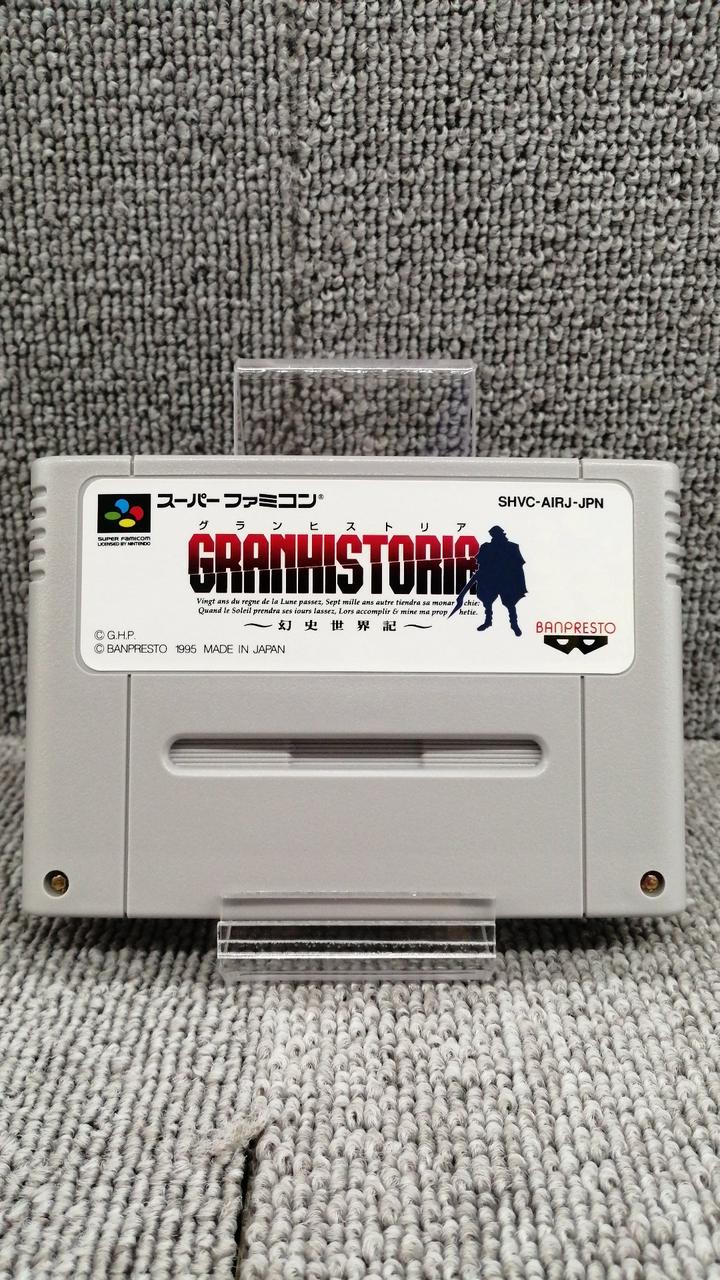 スーパーファミコン®
SHVC-AIRJ-JPN
SUPER FAMICOM
LICENSED BY NINTENDO
グランヒストリア
GRANHISTORIA
Vingt ans du regne de la Lune passez, Sept mille ans autre tiendra sa monar chie:
Quand le Soleil prendra ses iours lassez, Lors accomplir & mine ma prop hetie.
～幻史世界記～
BANPRESTO
© G.H.P.
© BANPRESTO 1995 MADE IN JAPAN